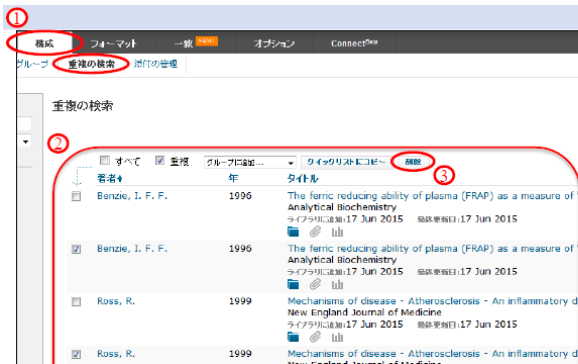 ①
構成 フォーマット 一致 NEW! オプション Connect
グループ 重複の検索 添付の管理
重複の検索
②
すべて 重複 グループに追加... クイックリストにコピー 削除
③
著者 年 タイトル
Benzie, I. F. F. 1996 The ferric reducing ability of plasma (FRAP) as a measure of
Analytical Biochemistry
ライブラリに追加:17 Jun 2015 最終更新日:17 Jun 2015
Benzie, I. F. F. 1996 The ferric reducing ability of plasma (FRAP) as a measure of
Analytical Biochemistry
ライブラリに追加:17 Jun 2015 最終更新日:17 Jun 2015
Ross, R. 1999 Mechanisms of disease - Atherosclerosis - An inflammatory d
New England Journal of Medicine
ライブラリに追加:17 Jun 2015 最終更新日:17 Jun 2015
Ross, R. 1999 Mechanisms of disease - Atherosclerosis - An inflammatory d
New England Journal of Medicine